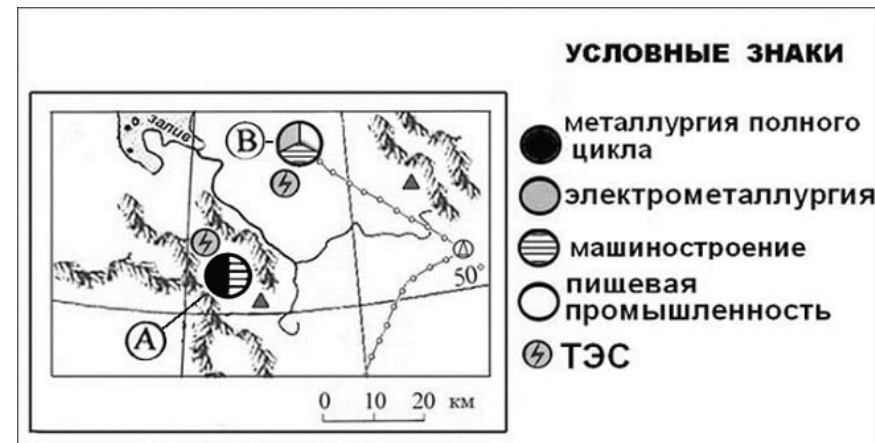 УСЛОВНЫЕ ЗНАКИ
залив
В
А
50°
0 10 20 км
металлургия полного
цикла
электрометаллургия
машиностроение
пищевая
промышленность
ТЭС